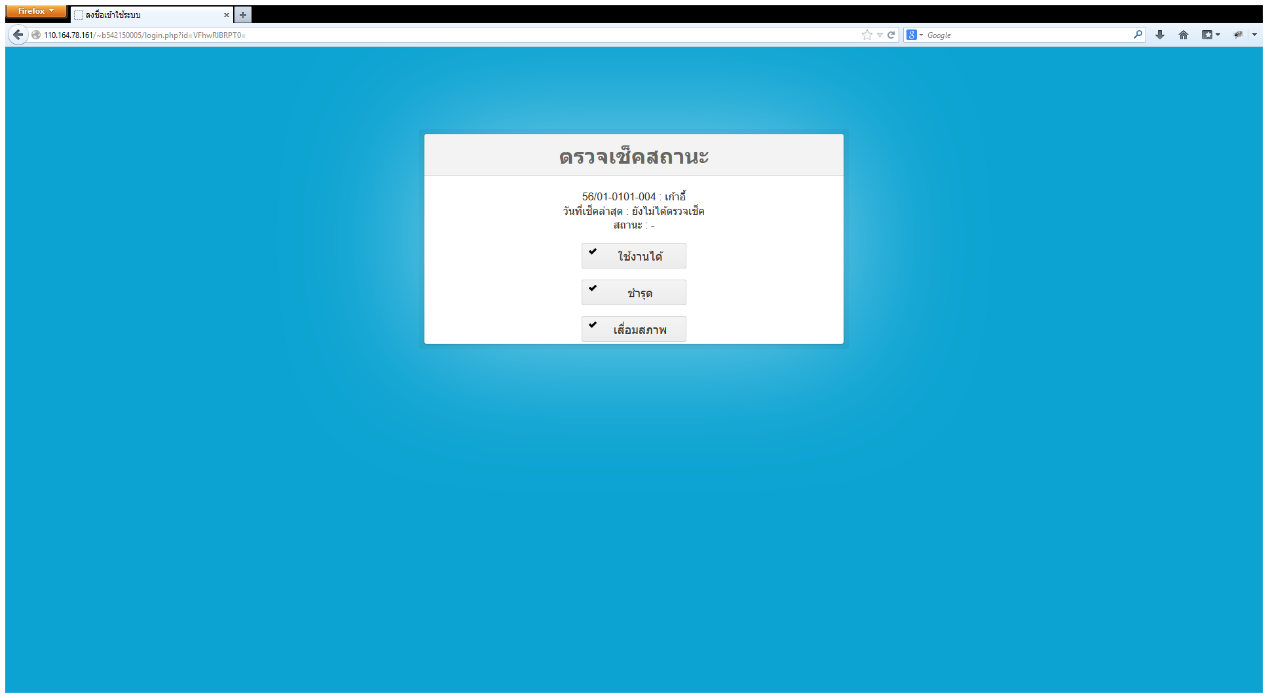 Firefox
ลงชื่อเข้าใช้ระบบ
110.164.78.161/~b542150005/login.php?id=VFhwRlBRPT0=
Google
ตรวจเช็คสถานะ
56/01-0101-004 : เก้าอี้
วันที่เช็คล่าสุด : ยังไม่ได้ตรวจเช็ค
สถานะ : -
ใช้งานได้
ชำรุด
เสื่อมสภาพ